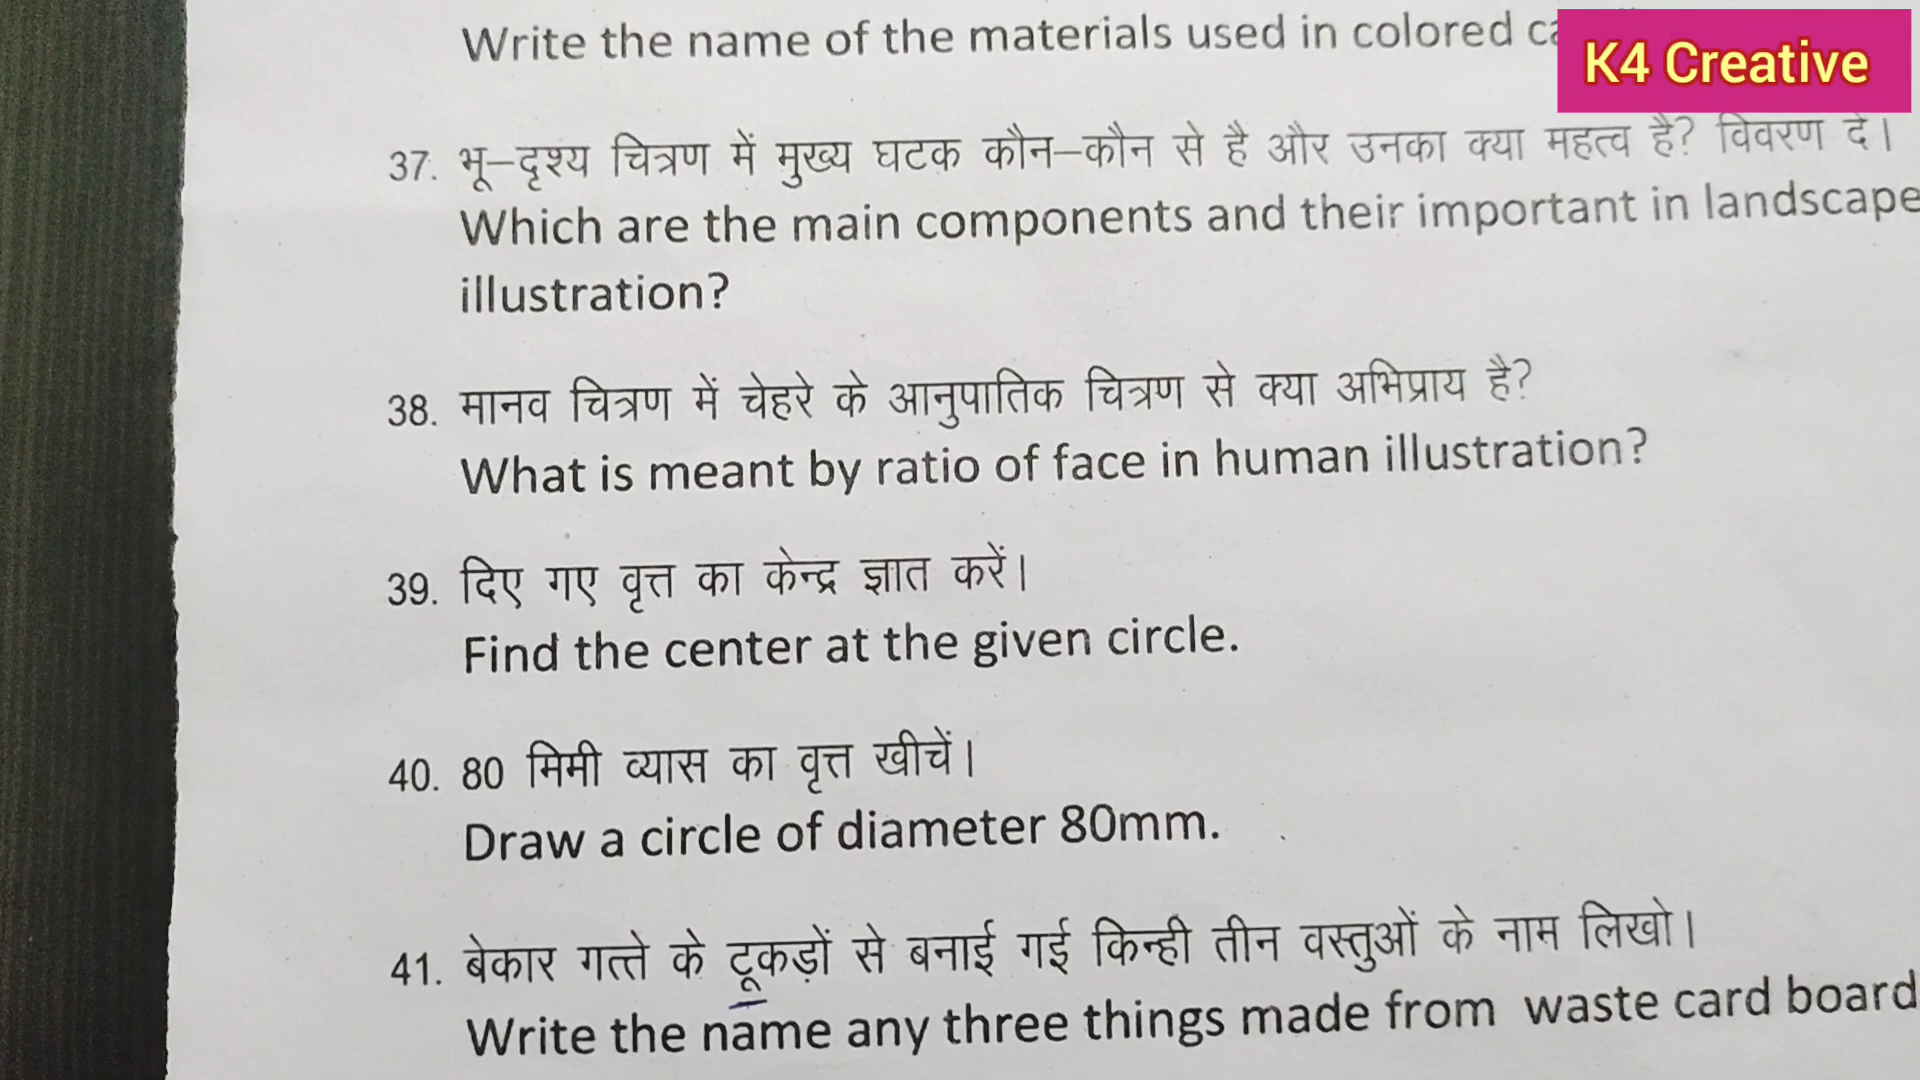 Write the name of the materials used in colored
K4 Creative
37. भू–दृश्य चित्रण में मुख्य घटक कौन–कौन से है और उनका क्या महत्व है? विवरण दें।
Which are the main components and their important in landscape
illustration?
38. मानव चित्रण में चेहरे के आनुपातिक चित्रण से क्या अभिप्राय है?
What is meant by ratio of face in human illustration?
39. दिए गए वृत्त का केन्द्र ज्ञात करें।
Find the center at the given circle.
40. 80 मिमी व्यास का वृत्त खीचें।
Draw a circle of diameter 80mm.
41. बेकार गत्ते के टूकड़ों से बनाई गई किन्ही तीन वस्तुओं के नाम लिखो।
Write the name any three things made from waste card board